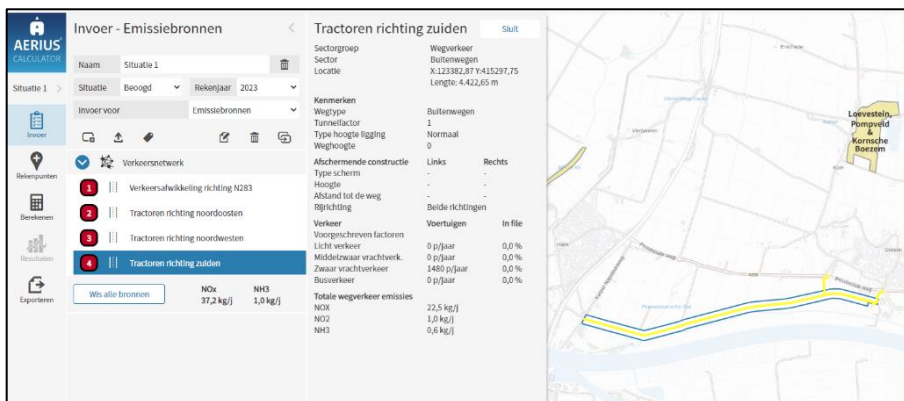 AERIUS
CALCULATOR
Situatie 1
Invoer
Rekenpunten
Berekenen
Resultaten
Exporteren
Invoer - Emissiebronnen
Naam Situatie 1
Situatie Beoogd Rekenjaar 2023
Invoer voor Emissiebronnen
Verkeersnetwerk
1 Verkeersafwikkeling richting N283
2 Tractoren richting noordoosten
3 Tractoren richting noordwesten
4 Tractoren richting zuiden
Wis alle bronnen
NOx NH3
37,2 kg/j 1,0 kg/j
Tractoren richting zuiden Sluit
Sectorgroep Wegverkeer
Sector Buitenwegen
Locatie X:123382,87 Y:415297,75
Lengte: 4.422,65 m
Kenmerken
Wegtype Buitenwegen
Tunnelfactor 1
Type hoogte ligging Normaal
Weghoogte 0
Afschermende constructie Links Rechts
Type scherm - -
Hoogte - -
Afstand tot de weg - -
Rijrichting Beide richtingen
Verkeer Voertuigen In file
Voorgeschreven factoren
Licht verkeer 0 p/jaar 0,0 %
Middelzwaar vrachtverk. 0 p/jaar 0,0 %
Zwaar vrachtverkeer 1480 p/jaar 0,0 %
Busverkeer 0 p/jaar 0,0 %
Totale wegverkeer emissies
NOX 22,5 kg/j
NO2 1,0 kg/j
NH3 0,6 kg/j
Loevestein,
Pompveld
&
Kornsche
Boezem